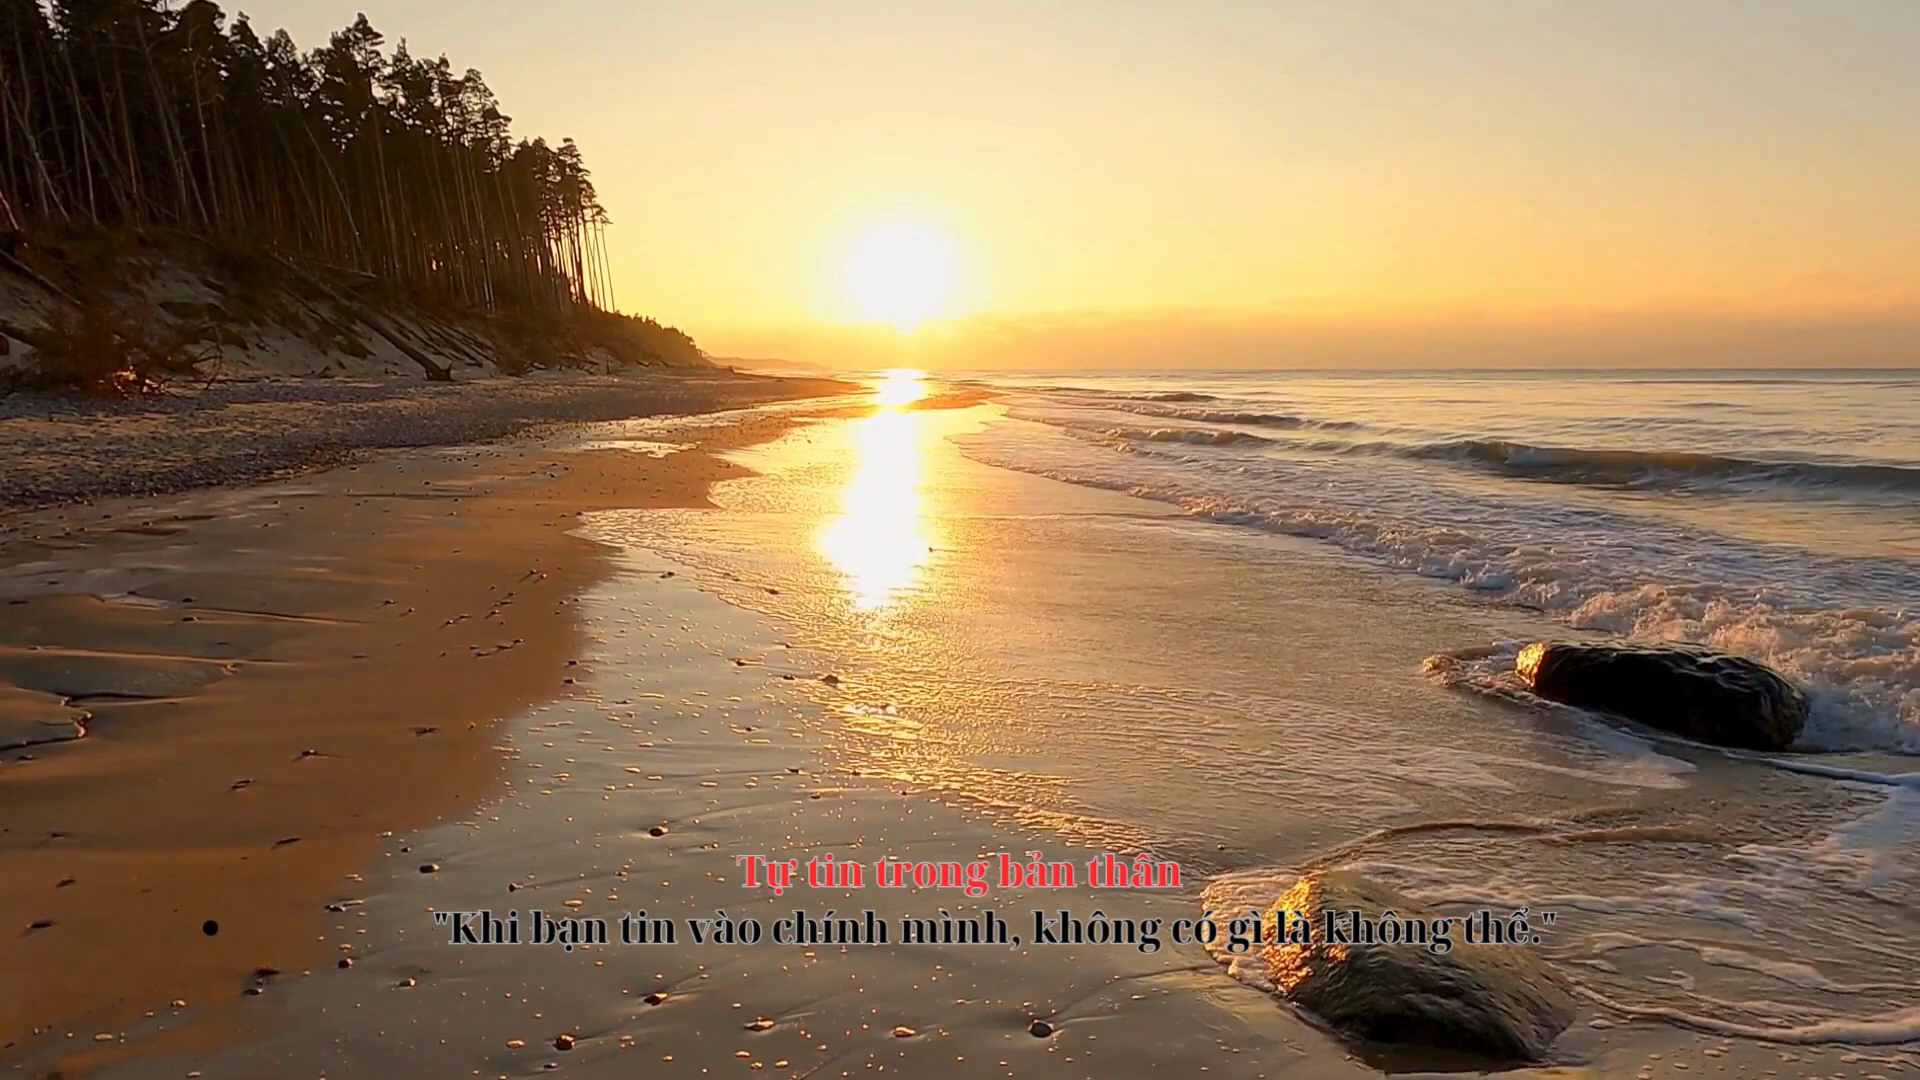 Tự tin trong bản thân
"Khi bạn tin vào chính mình, không có gì là không thể."